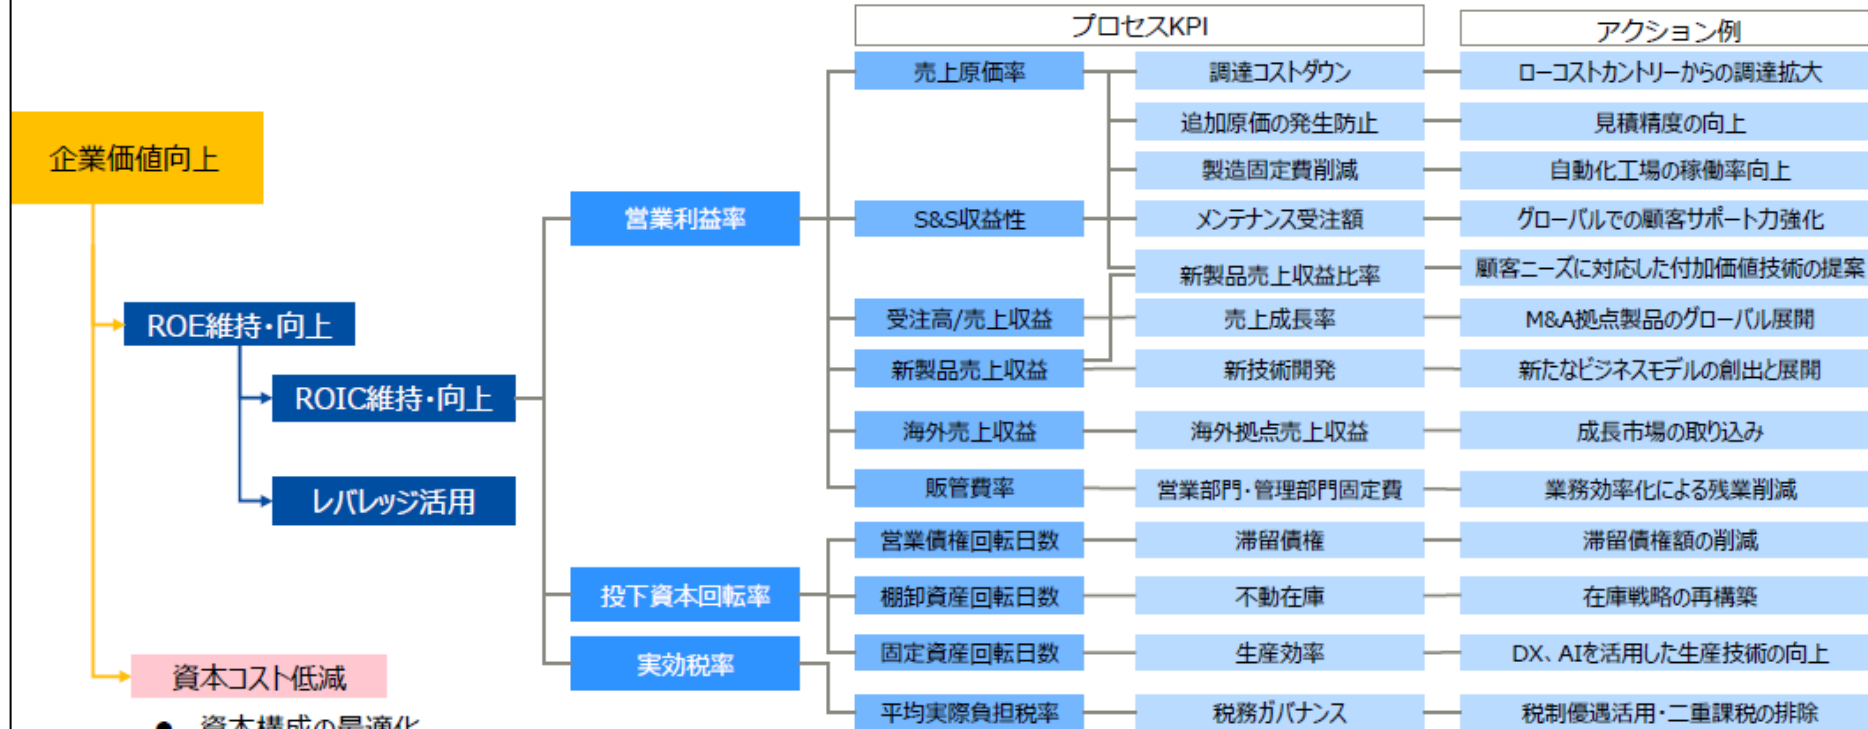 プロセスKPI
アクション例
企業価値向上
ROE維持・向上
ROIC維持・向上
レバレッジ活用
資本コスト低減
● 資本構成の最適化
営業利益率
投下資本回転率
実効税率
売上原価率
調達コストダウン
ローコストカントリーからの調達拡大
追加原価の発生防止
見積精度の向上
製造固定費削減
自動化工場の稼働率向上
S&S収益性
メンテナンス受注額
グローバルでの顧客サポート力強化
新製品売上収益比率
顧客ニーズに対応した付加価値技術の提案
受注高/売上収益
売上成長率
M&A拠点製品のグローバル展開
新製品売上収益
新技術開発
新たなビジネスモデルの創出と展開
海外売上収益
海外拠点売上収益
成長市場の取り込み
販管費率
営業部門・管理部門固定費
業務効率化による残業削減
営業債権回転日数
滞留債権
滞留債権額の削減
棚卸資産回転日数
不動在庫
在庫戦略の再構築
固定資産回転日数
生産効率
DX、AIを活用した生産技術の向上
平均実際負担税率
税務ガバナンス
税制優遇活用・二重課税の排除